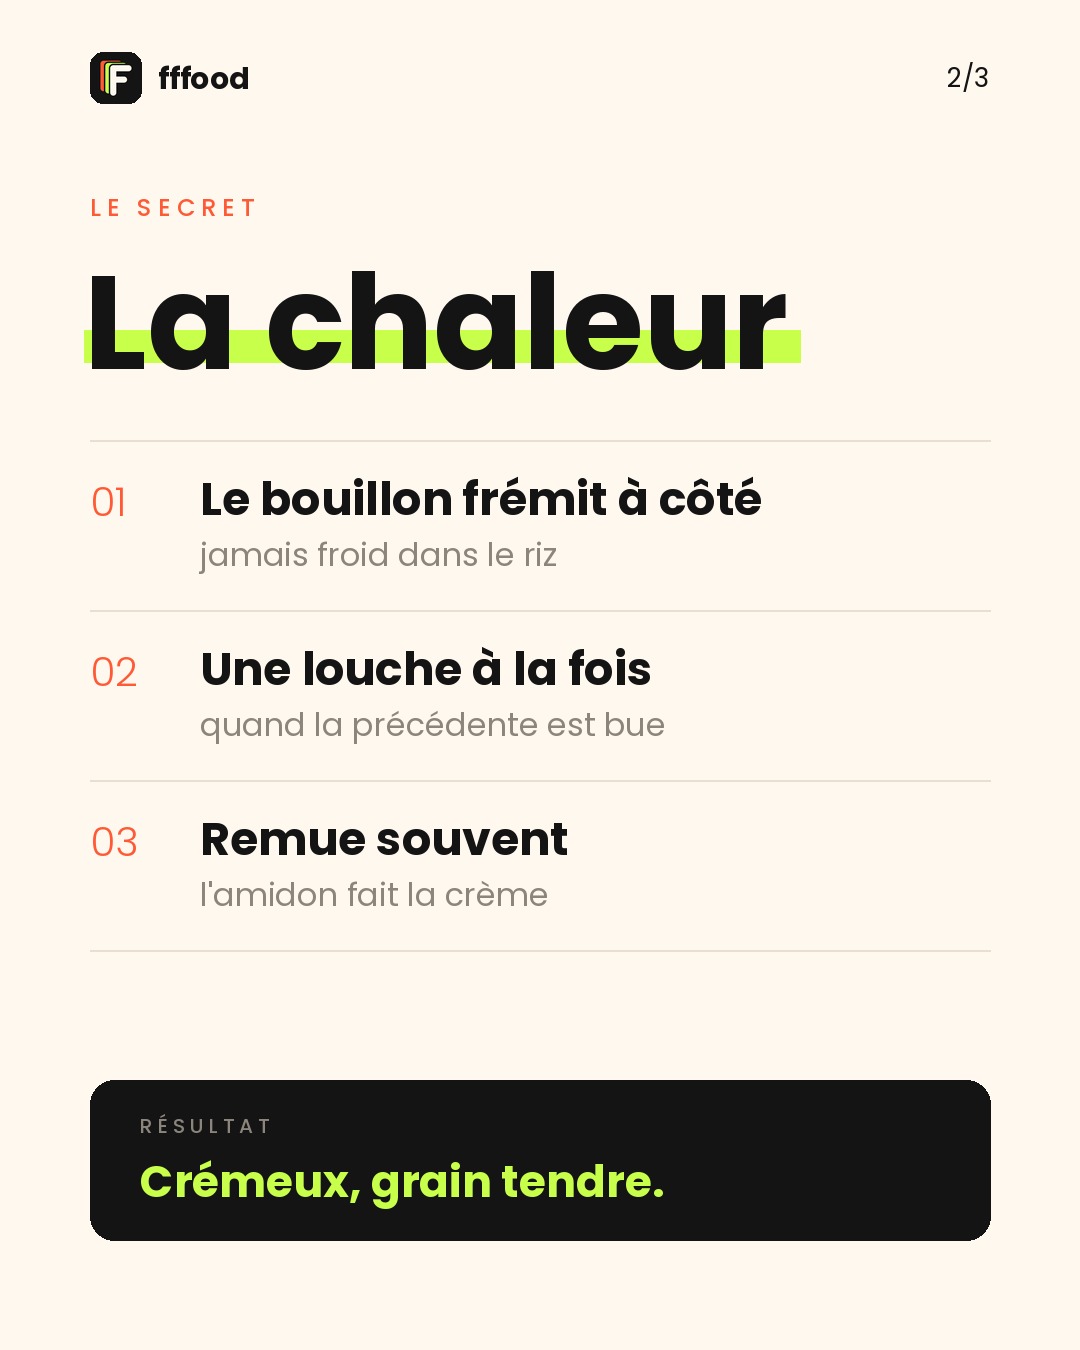 F fffood
2/3
LE SECRET
La chaleur
01 Le bouillon frémit à côté
jamais froid dans le riz
02 Une louche à la fois
quand la précédente est bue
03 Remue souvent
l'amidon fait la crème
RÉSULTAT
Crémeux, grain tendre.